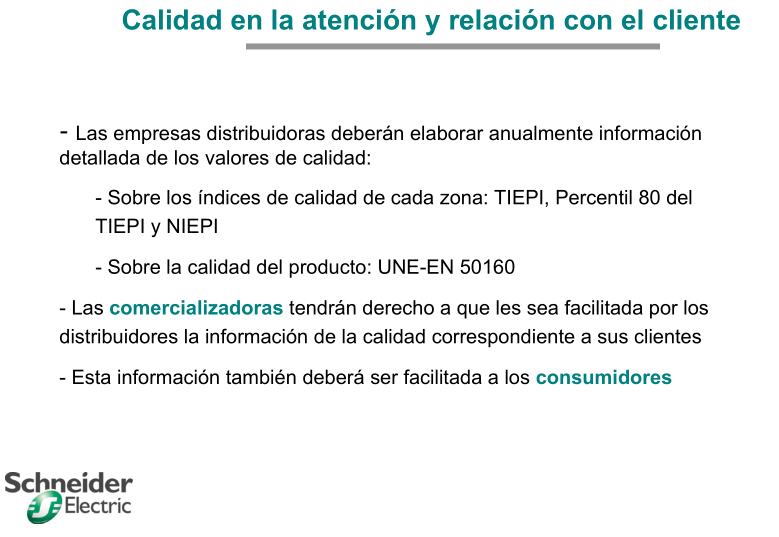 Calidad en la atención y relación con el cliente
- Las empresas distribuidoras deberán elaborar anualmente información
detallada de los valores de calidad:
- Sobre los índices de calidad de cada zona: TIEPI, Percentil 80 del
TIEPI y NIEPI
- Sobre la calidad del producto: UNE-EN 50160
- Las comercializadoras tendrán derecho a que les sea facilitada por los
distribuidores la información de la calidad correspondiente a sus clientes
- Esta información también deberá ser facilitada a los consumidores
Schneider
Electric